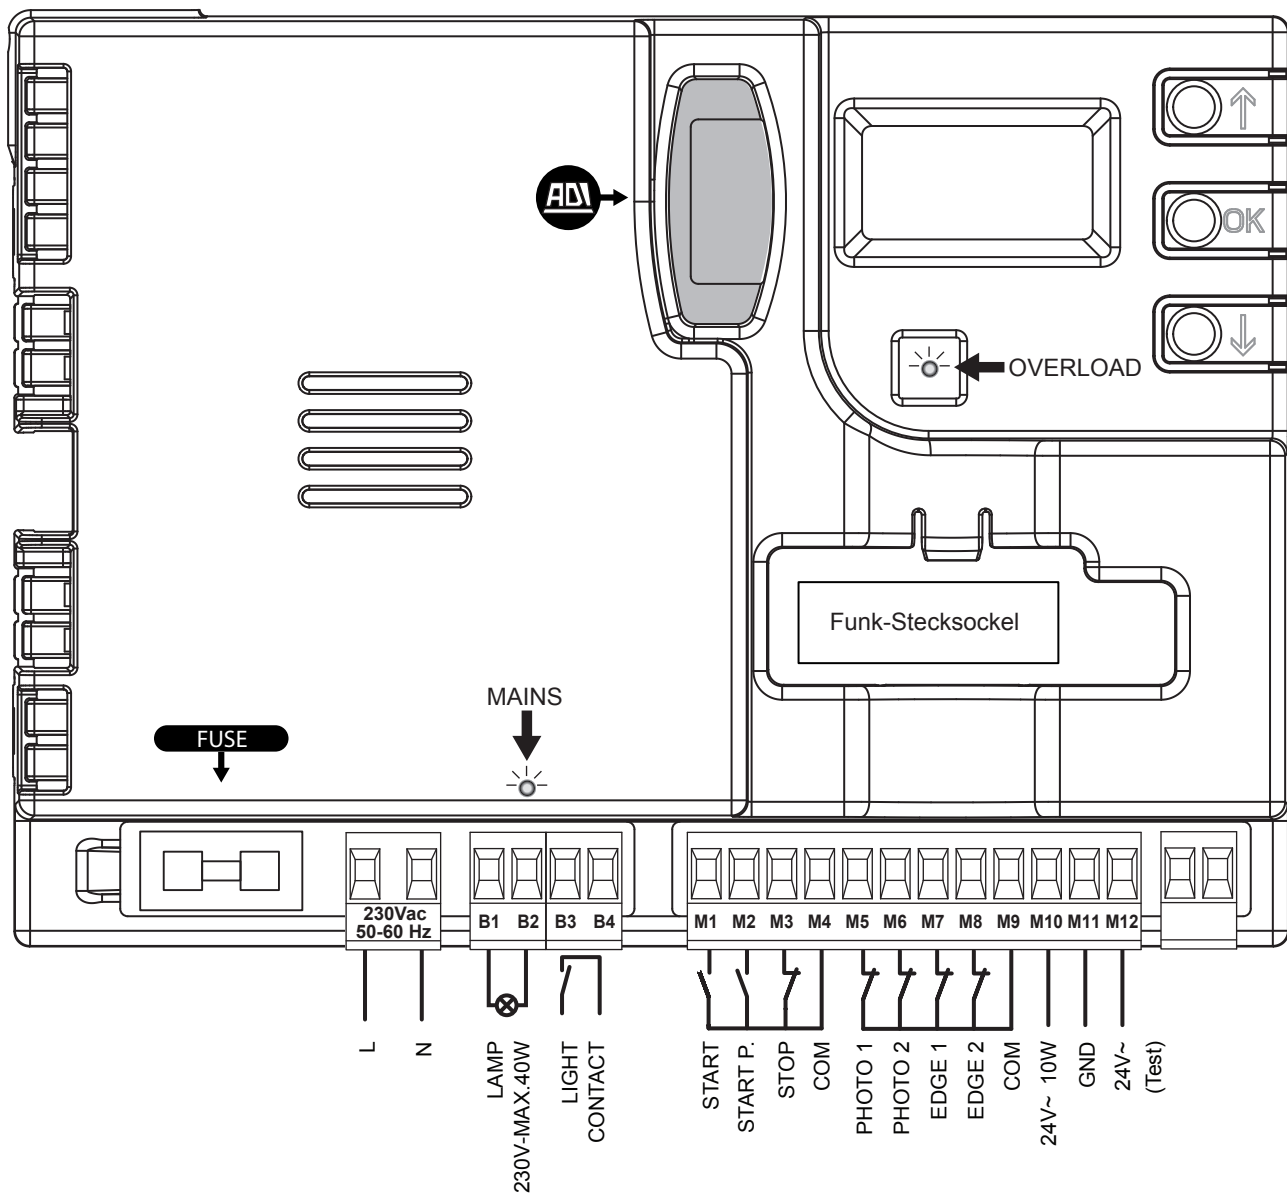 ADI
OK
OVERLOAD
Funk-Stecksockel
MAINS
FUSE
230Vac
50-60 Hz
B1 B2 B3 B4
M1 M2 M3 M4 M5 M6 M7 M8 M9 M10 M11 M12
L
N
LAMP
230V-MAX.40W
LIGHT
CONTACT
START
START P.
STOP
COM
PHOTO 1
PHOTO 2
EDGE 1
EDGE 2
COM
24V~ 10W
GND
24V~
(Test)